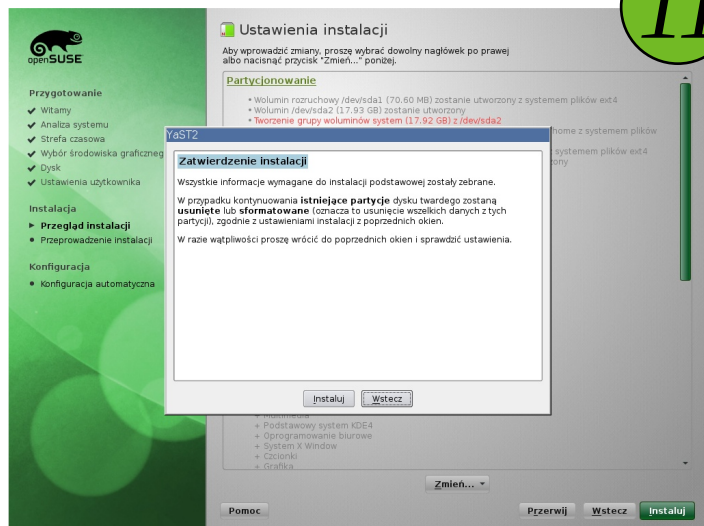 openSUSE
Przygotowanie
Witamy
Analiza systemu
Strefa czasowa
Wybór środowiska graficzneg
Dysk
Ustawienia użytkownika
Instalacja
Przegląd instalacji
Przeprowadzenie instalacji
Konfiguracja
Konfiguracja automatyczna
Ustawienia instalacji
Aby wprowadzić zmiany, proszę wybrać dowolny nagłówek po prawej
albo nacisnąć przycisk "Zmień..." poniżej.
Partycjonowanie
• Wolumin rozruchowy /dev/sda1 (70.60 MB) zostanie utworzony z systemem plików ext4
• Wolumin /dev/sda2 (17.93 GB) zostanie utworzony
• Tworzenie grupy woluminów system (17.92 GB) z /dev/sda2
home z systemem plików
systemem plików ext4
YaST2
Zatwierdzenie instalacji
Wszystkie informacje wymagane do instalacji podstawowej zostały zebrane.
W przypadku kontynuowania istniejące partycje dysku twardego zostaną
usunięte lub sformatowane (oznacza to usunięcie wszelkich danych z tych
partycji), zgodnie z ustawieniami instalacji z poprzednich okien.
W razie wątpliwości proszę wrócić do poprzednich okien i sprawdzić ustawienia.
Instaluj Wstecz
+ Podstawowy system KDE4
+ Oprogramowanie biurowe
+ System X Window
+ Czcionki
+ Grafika
Zmień...
Pomoc Przerwij Wstecz Instaluj